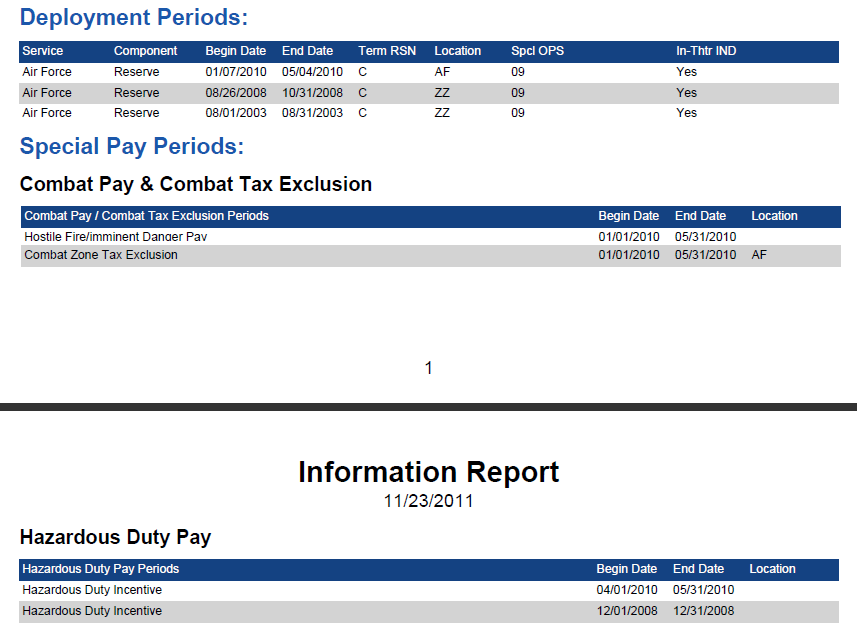 Deployment Periods:
Service Component Begin Date End Date Term RSN Location Spcl OPS In-Thtr IND
Air Force Reserve 01/07/2010 05/04/2010 C AF 09 Yes
Air Force Reserve 08/26/2008 10/31/2008 C ZZ 09 Yes
Air Force Reserve 08/01/2003 08/31/2003 C ZZ 09 Yes
Special Pay Periods:
Combat Pay & Combat Tax Exclusion
Combat Pay / Combat Tax Exclusion Periods Begin Date End Date Location
Hostile Fire/imminent Danger Pay 01/01/2010 05/31/2010
Combat Zone Tax Exclusion 01/01/2010 05/31/2010 AF
1
Information Report
11/23/2011
Hazardous Duty Pay
Hazardous Duty Pay Periods Begin Date End Date Location
Hazardous Duty Incentive 04/01/2010 05/31/2010
Hazardous Duty Incentive 12/01/2008 12/31/2008